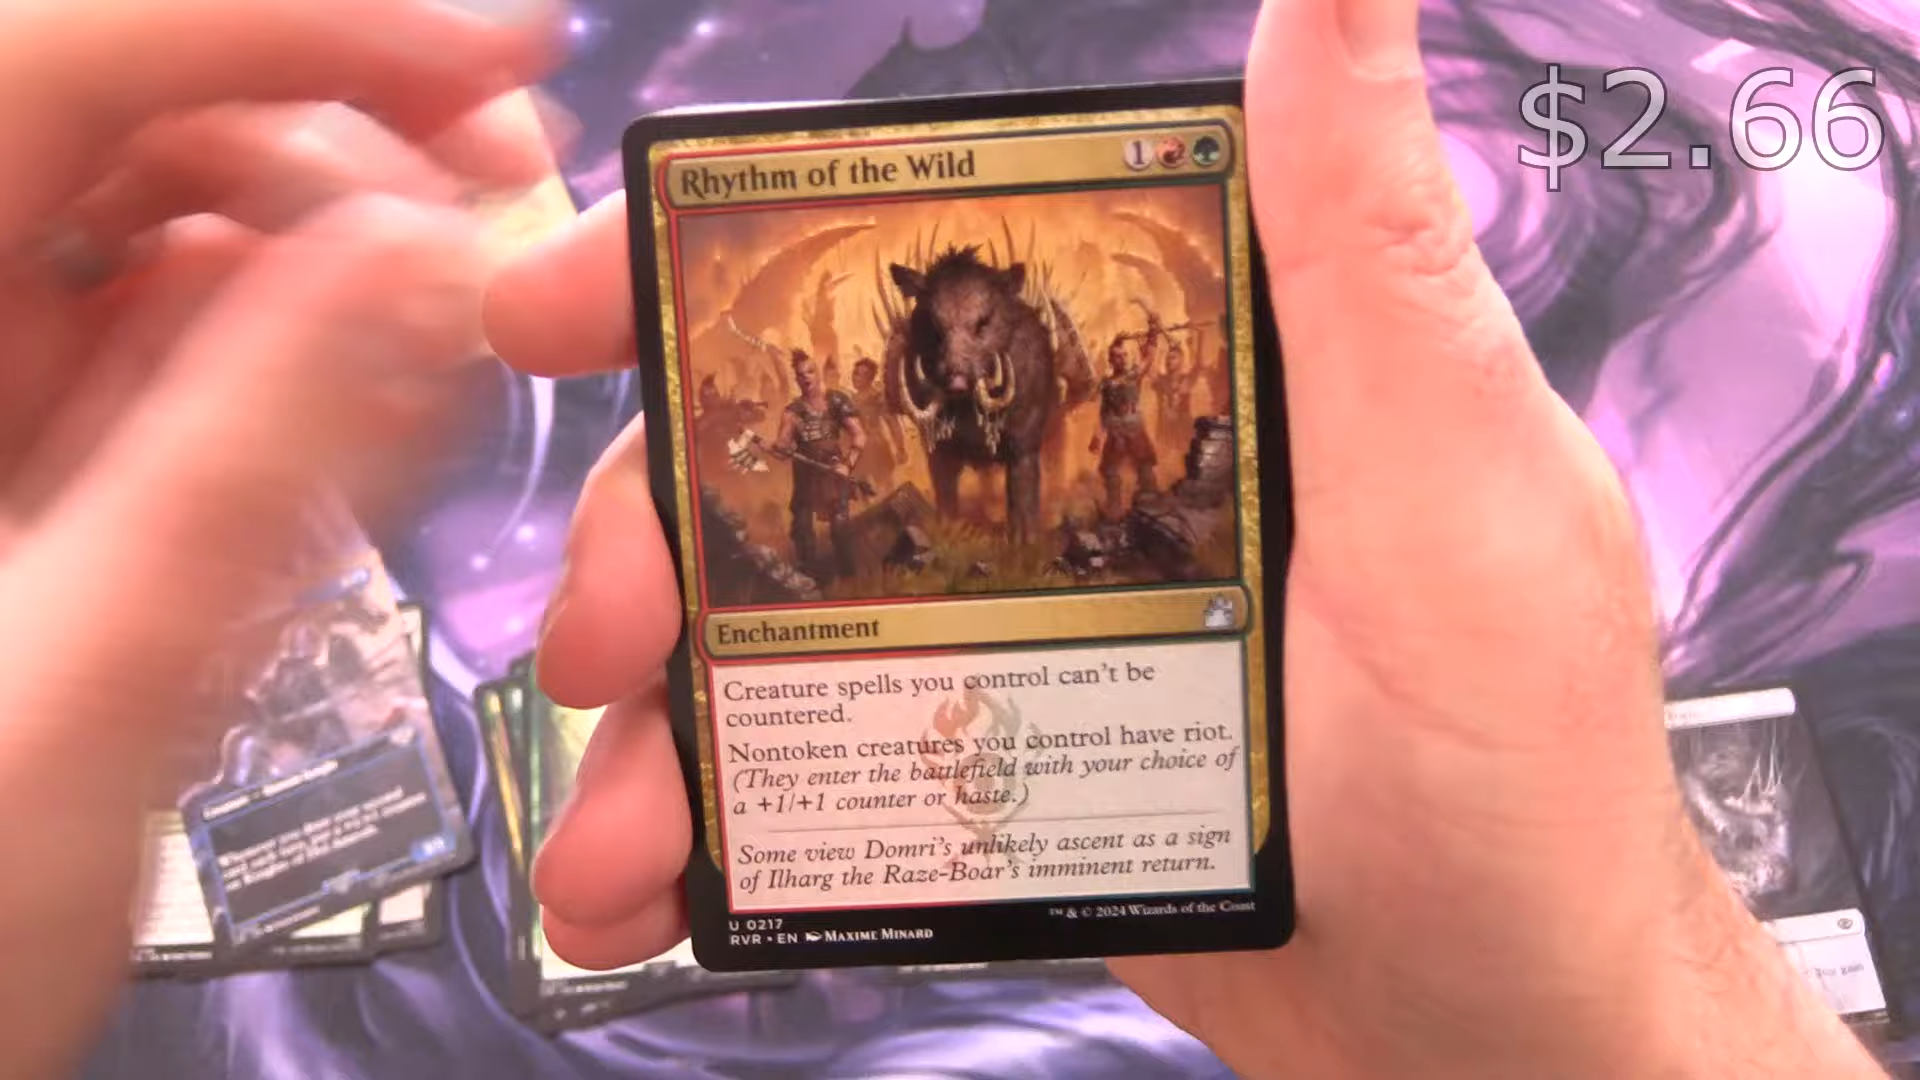 $2.66
Rhythm of the Wild 1
Enchantment
Creature spells you control can't be
countered.
Nontoken creatures you control have riot.
(They enter the battlefield with your choice of
a +1/+1 counter or haste.)
Some view Domri's unlikely ascent as a sign
of Ilharg the Raze-Boar's imminent return.
U 0217
RVR • EN MAXIME MINARD
™ & © 2024 Wizards of the Coast
You gain